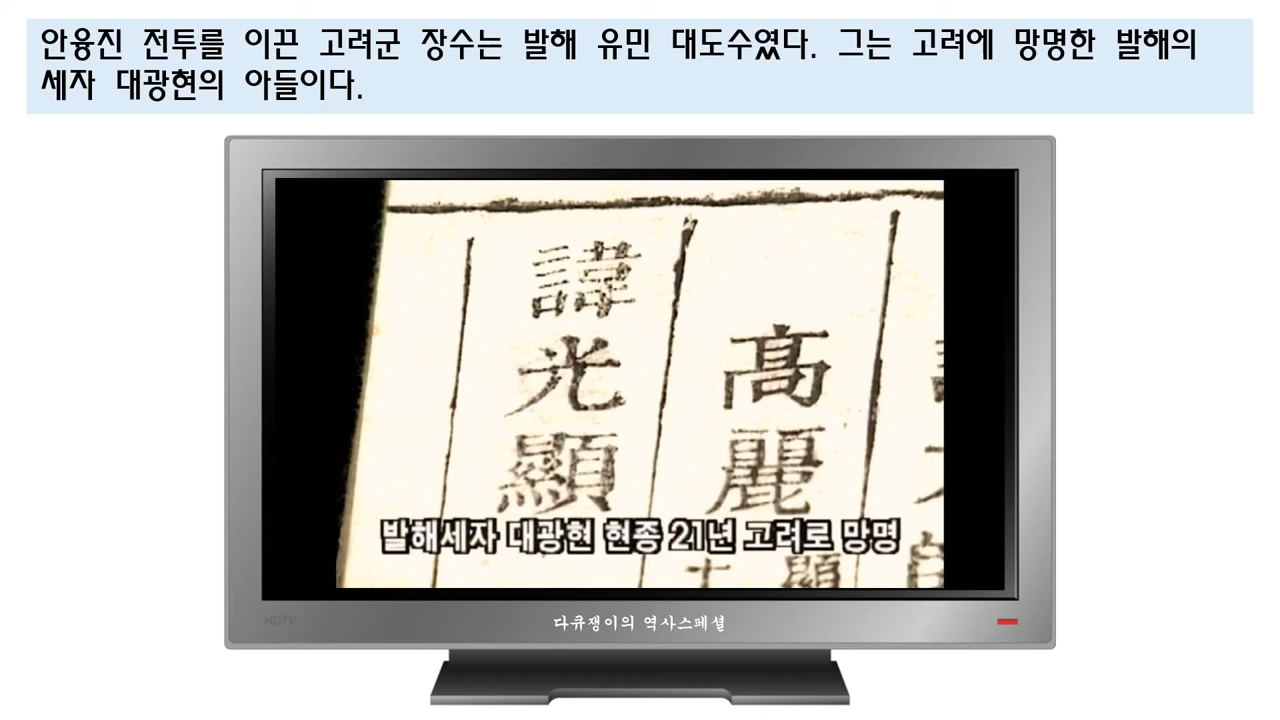 안융진 전투를 이끈 고려군 장수는 발해 유민 대도수였다. 그는 고려에 망명한 발해의
세자 대광현의 아들이다.
高
麗
諱
光
顯
十
顯
발해세자 대광현 현종 21년 고려로 망명
HDTV
다큐쟁이의 역사스페셜